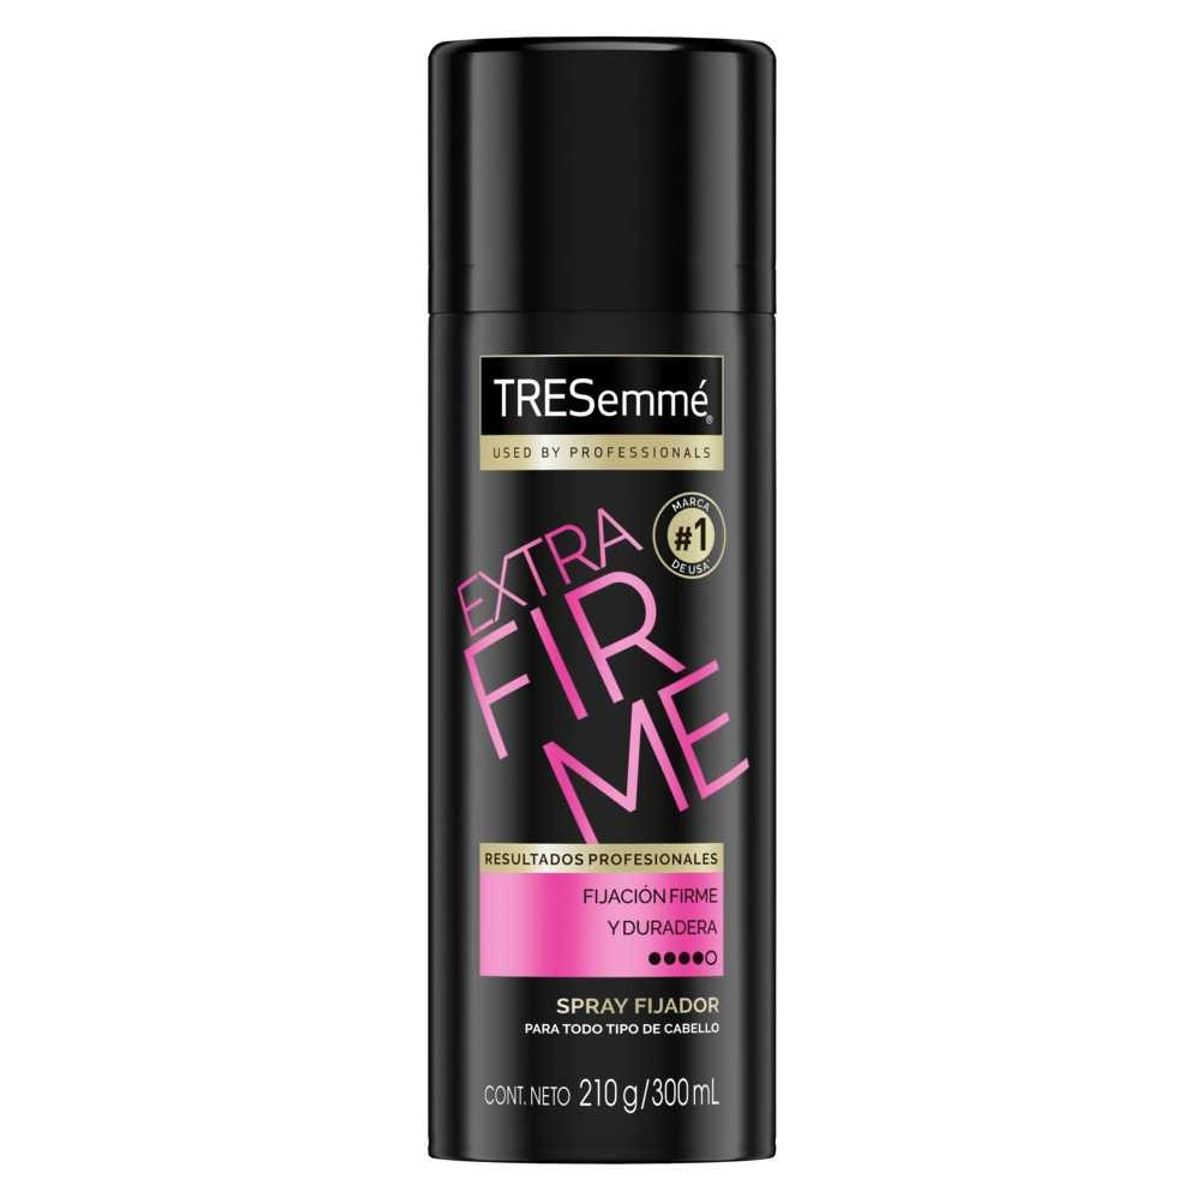 TRESemmé®
USED BY PROFESSIONALS
MARCA
#1
DE USA*
EXTRA
FIR
ME
RESULTADOS PROFESIONALES
FIJACIÓN FIRME
Y DURADERA
SPRAY FIJADOR
PARA TODO TIPO DE CABELLO
CONT. NETO 210 g/300 mL